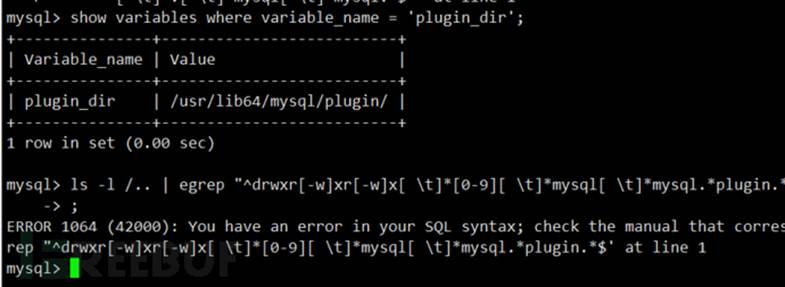 mysql> show variables where variable_name = 'plugin_dir';
+---------------+--------------------------+
| Variable_name | Value                    |
+---------------+--------------------------+
| plugin_dir    | /usr/lib64/mysql/plugin/ |
+---------------+--------------------------+
1 row in set (0.00 sec)
mysql> ls -l /.. | egrep "^drwxr[-w]xr[-w]x[ \t]*[0-9][ \t]*mysql[ \t]*mysql.*plugin.*
    -> ;
ERROR 1064 (42000): You have an error in your SQL syntax; check the manual that corres
rep "^drwxr[-w]xr[-w]x[ \t]*[0-9][ \t]*mysql[ \t]*mysql.*plugin.*$' at line 1
mysql>